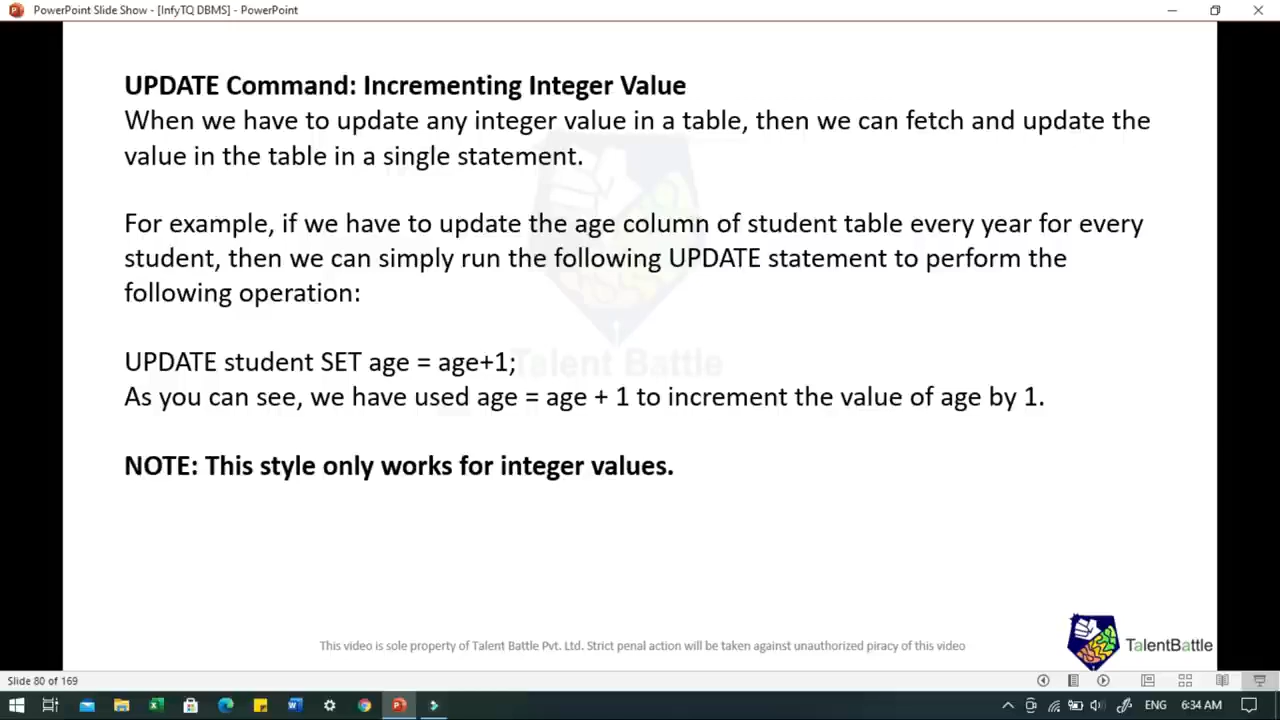 PowerPoint Slide Show - [InfyTQ DBMS] - PowerPoint
UPDATE Command: Incrementing Integer Value
When we have to update any integer value in a table, then we can fetch and update the
value in the table in a single statement.
For example, if we have to update the age column of student table every year for every
student, then we can simply run the following UPDATE statement to perform the
following operation:
UPDATE student SET age = age+1;
Talent Battle
As you can see, we have used age = age + 1 to increment the value of age by 1.
NOTE: This style only works for integer values.
This video is sole property of Talent Battle Pvt. Ltd. Strict penal action will be taken against unauthorized piracy of this video
TalentBattle
Slide 80 of 169
ENG
6:34 AM